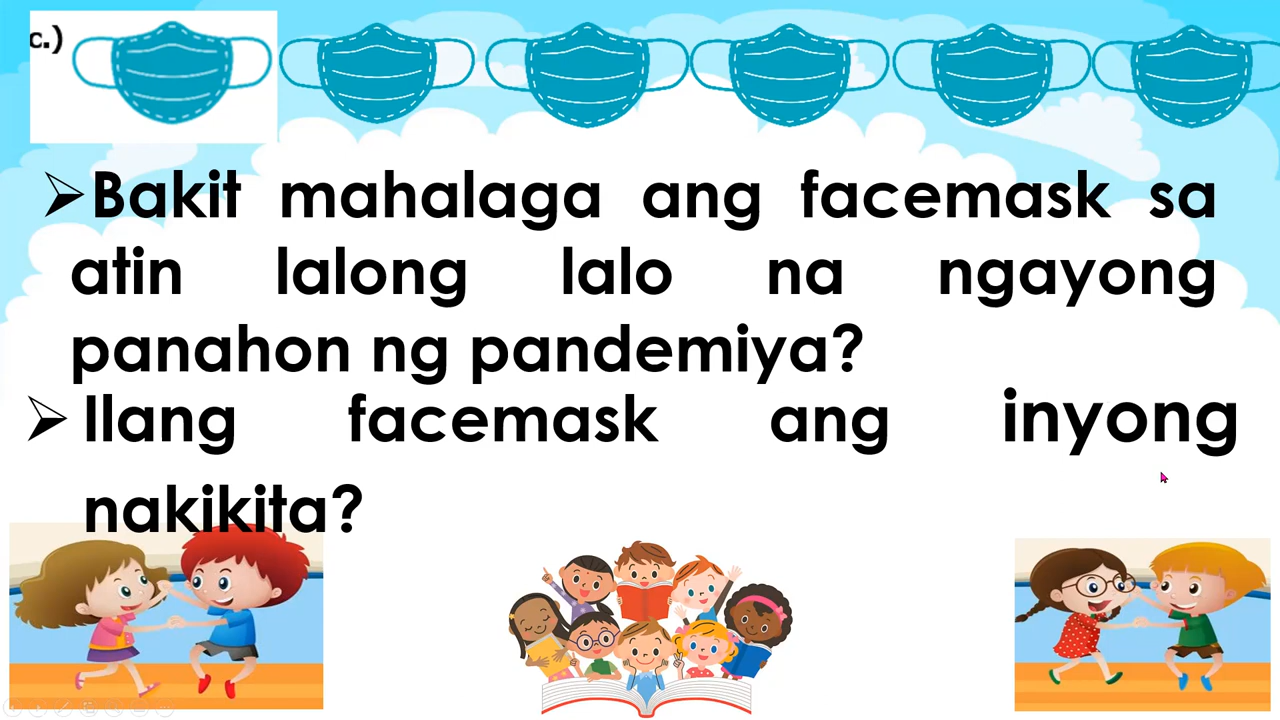 c.)
➢Bakit mahalaga ang facemask sa
atin lalong lalo na ngayong
panahon ng pandemiya?
➢Ilang facemask ang inyong
nakikita?